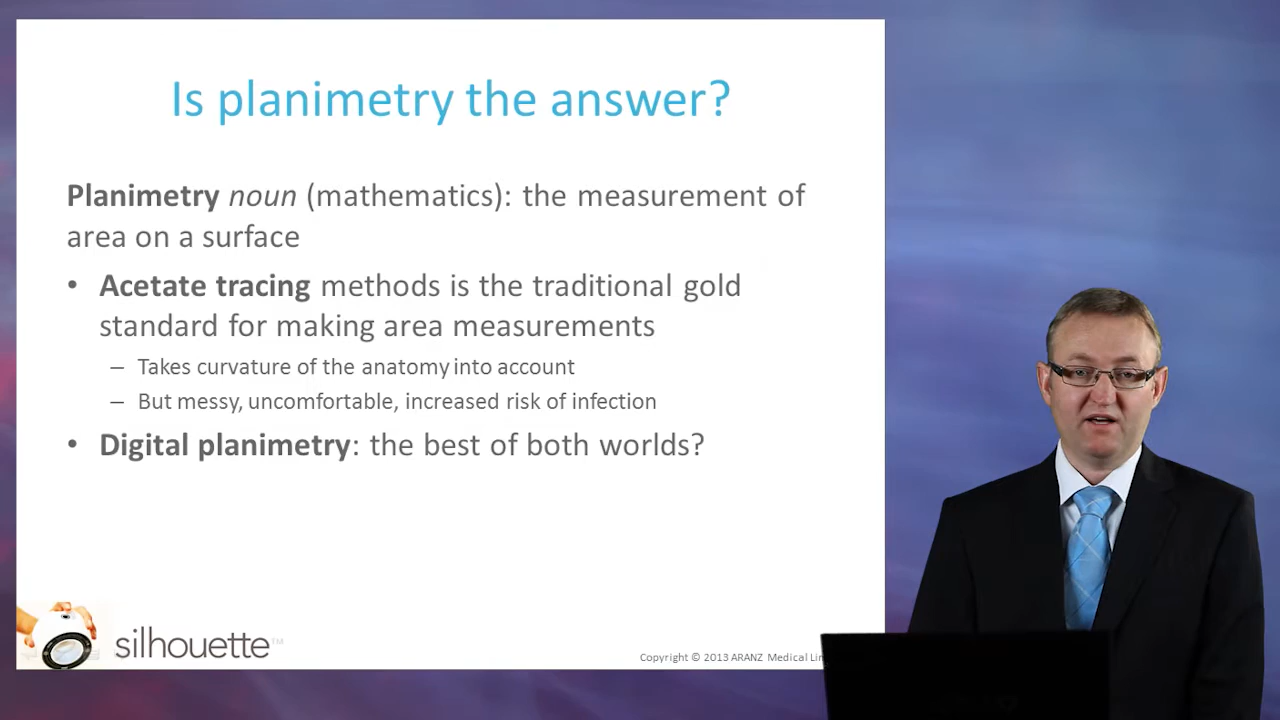 Is planimetry the answer?
Planimetry noun (mathematics): the measurement of
area on a surface
• Acetate tracing methods is the traditional gold
standard for making area measurements
– Takes curvature of the anatomy into account
– But messy, uncomfortable, increased risk of infection
• Digital planimetry: the best of both worlds?
silhouette™
Copyright © 2013 ARANZ Medical